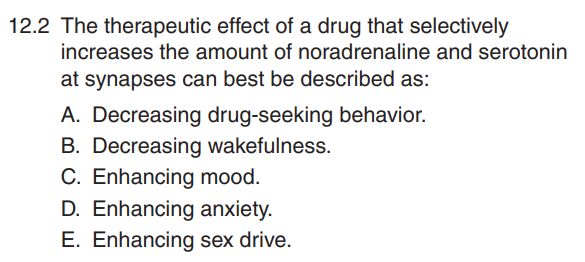 12.2 The therapeutic effect of a drug that selectively
increases the amount of noradrenaline and serotonin
at synapses can best be described as:
A. Decreasing drug-seeking behavior.
B. Decreasing wakefulness.
C. Enhancing mood.
D. Enhancing anxiety.
E. Enhancing sex drive.